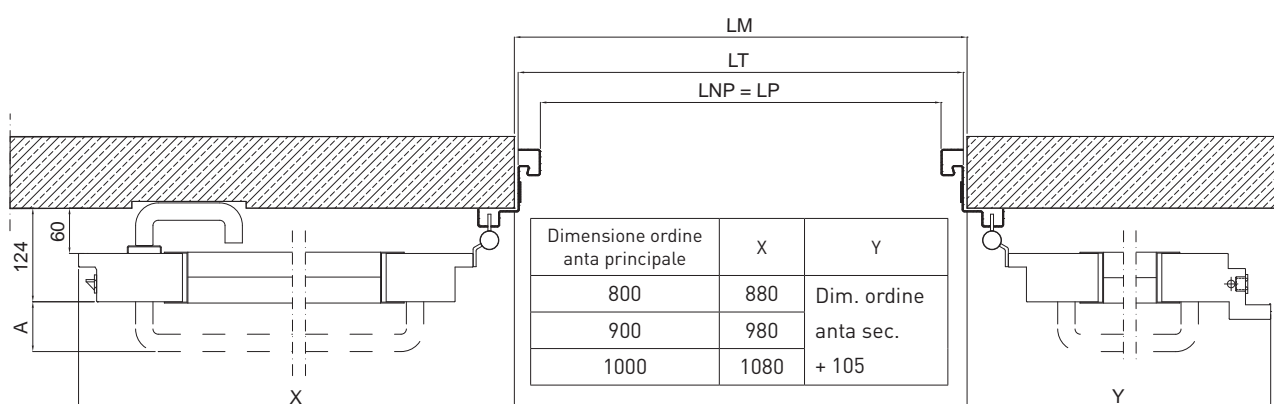 LM
LT
LNP = LP
60
124
A
Dimensione ordine
anta principale
X
Y
800
880
Dim. ordine
anta sec.
+ 105
900
980
1000
1080
X
Y